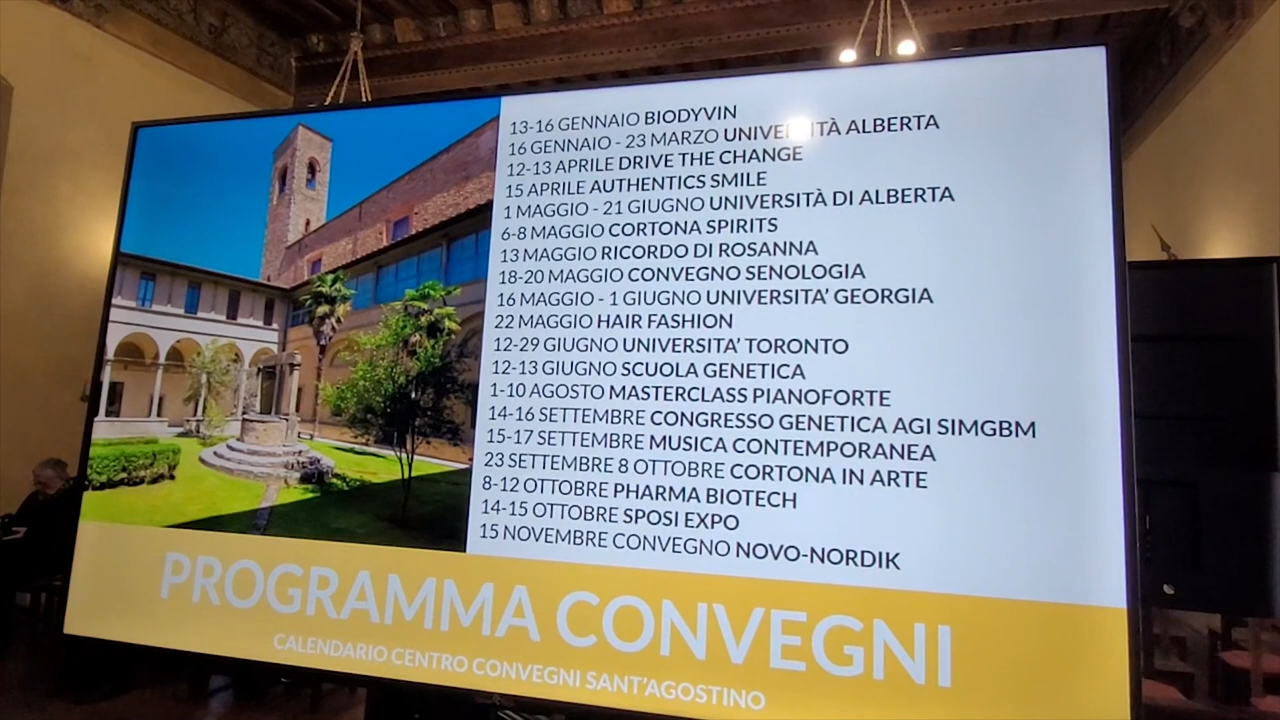 13-16 GENNAIO BIODYVIN
16 GENNAIO - 23 MARZO UNIVERSITÀ ALBERTA
12-13 APRILE DRIVE THE CHANGE
15 APRILE AUTHENTICS SMILE
1 MAGGIO - 21 GIUGNO UNIVERSITÀ DI ALBERTA
6-8 MAGGIO CORTONA SPIRITS
13 MAGGIO RICORDO DI ROSANNA
18-20 MAGGIO CONVEGNO SENOLOGIA
16 MAGGIO - 1 GIUGNO UNIVERSITA’ GEORGIA
22 MAGGIO HAIR FASHION
12-29 GIUGNO UNIVERSITA’ TORONTO
12-13 GIUGNO SCUOLA GENETICA
1-10 AGOSTO MASTERCLASS PIANOFORTE
14-16 SETTEMBRE CONGRESSO GENETICA AGI SIMGBM
15-17 SETTEMBRE MUSICA CONTEMPORANEA
23 SETTEMBRE 8 OTTOBRE CORTONA IN ARTE
8-12 OTTOBRE PHARMA BIOTECH
14-15 OTTOBRE SPOSI EXPO
15 NOVEMBRE CONVEGNO NOVO-NORDIK
PROGRAMMA CONVEGNI
CALENDARIO CENTRO CONVEGNI SANT’AGOSTINO